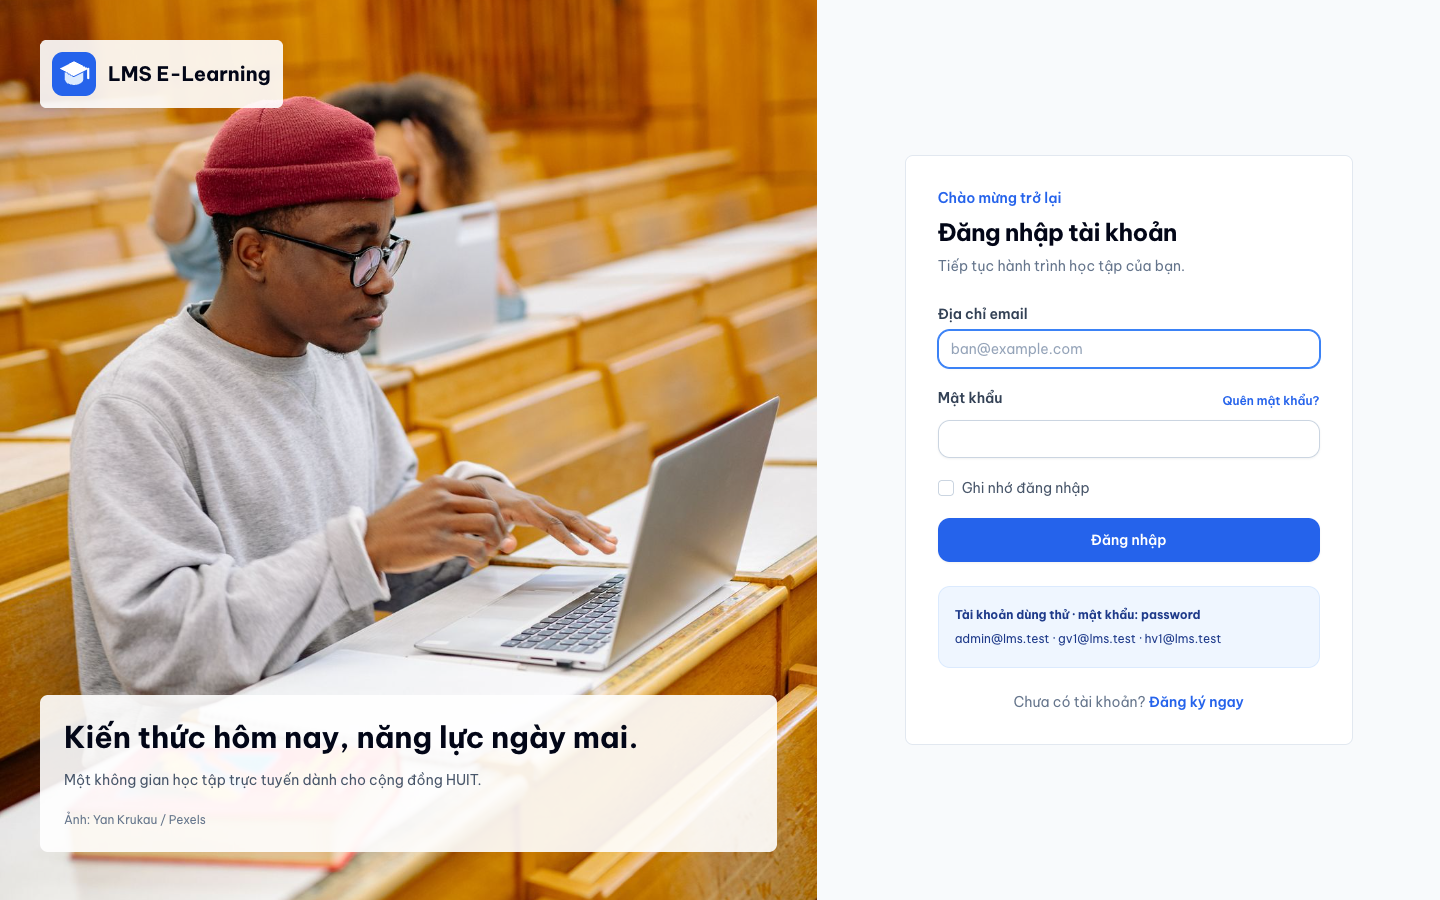 LMS E-Learning
Kiến thức hôm nay, năng lực ngày mai.
Một không gian học tập trực tuyến dành cho cộng đồng HUIT.
Ảnh: Yan Krukau / Pexels
Chào mừng trở lại
Đăng nhập tài khoản
Tiếp tục hành trình học tập của bạn.
Địa chỉ email
ban@example.com
Mật khẩu
Quên mật khẩu?
Ghi nhớ đăng nhập
Đăng nhập
Tài khoản dùng thử · mật khẩu: password
admin@lms.test · gv1@lms.test · hv1@lms.test
Chưa có tài khoản? Đăng ký ngay